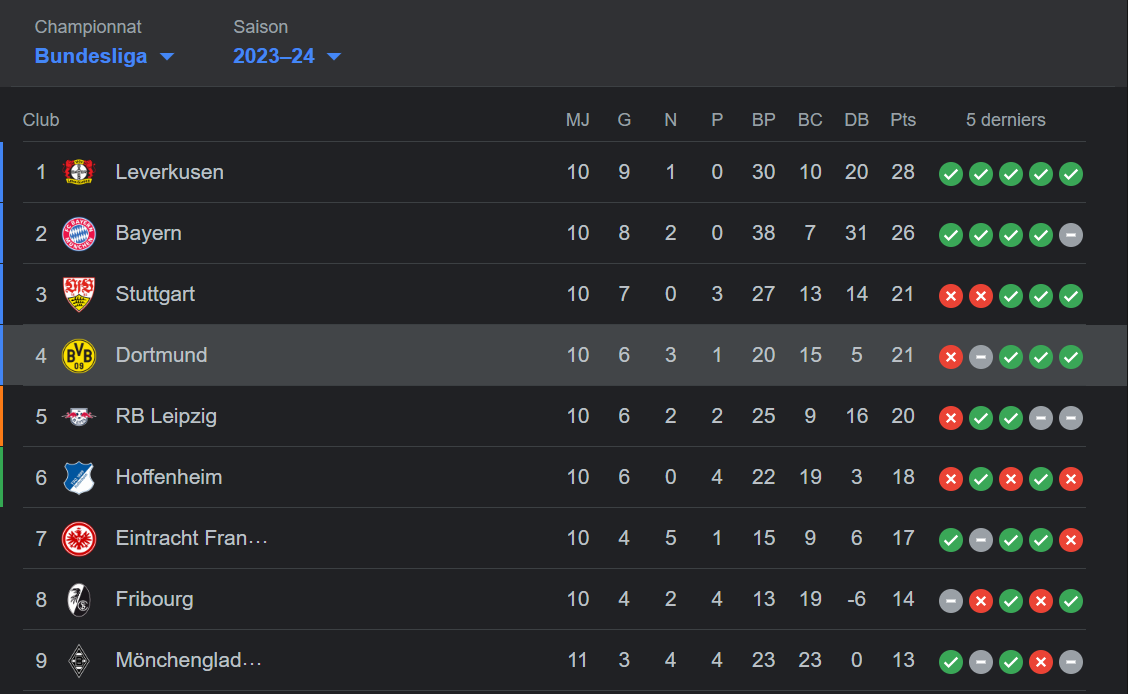 Championnat Saison
Bundesliga 2023–24
Club MJ G N P BP BC DB Pts 5 derniers
1 Leverkusen 10 9 1 0 30 10 20 28
2 Bayern 10 8 2 0 38 7 31 26
3 Stuttgart 10 7 0 3 27 13 14 21
4 BVB 09 Dortmund 10 6 3 1 20 15 5 21
5 RB Leipzig 10 6 2 2 25 9 16 20
6 Hoffenheim 10 6 0 4 22 19 3 18
7 Eintracht Fran... 10 4 5 1 15 9 6 17
8 Fribourg 10 4 2 4 13 19 -6 14
9 Mönchenglad... 11 3 4 4 23 23 0 13